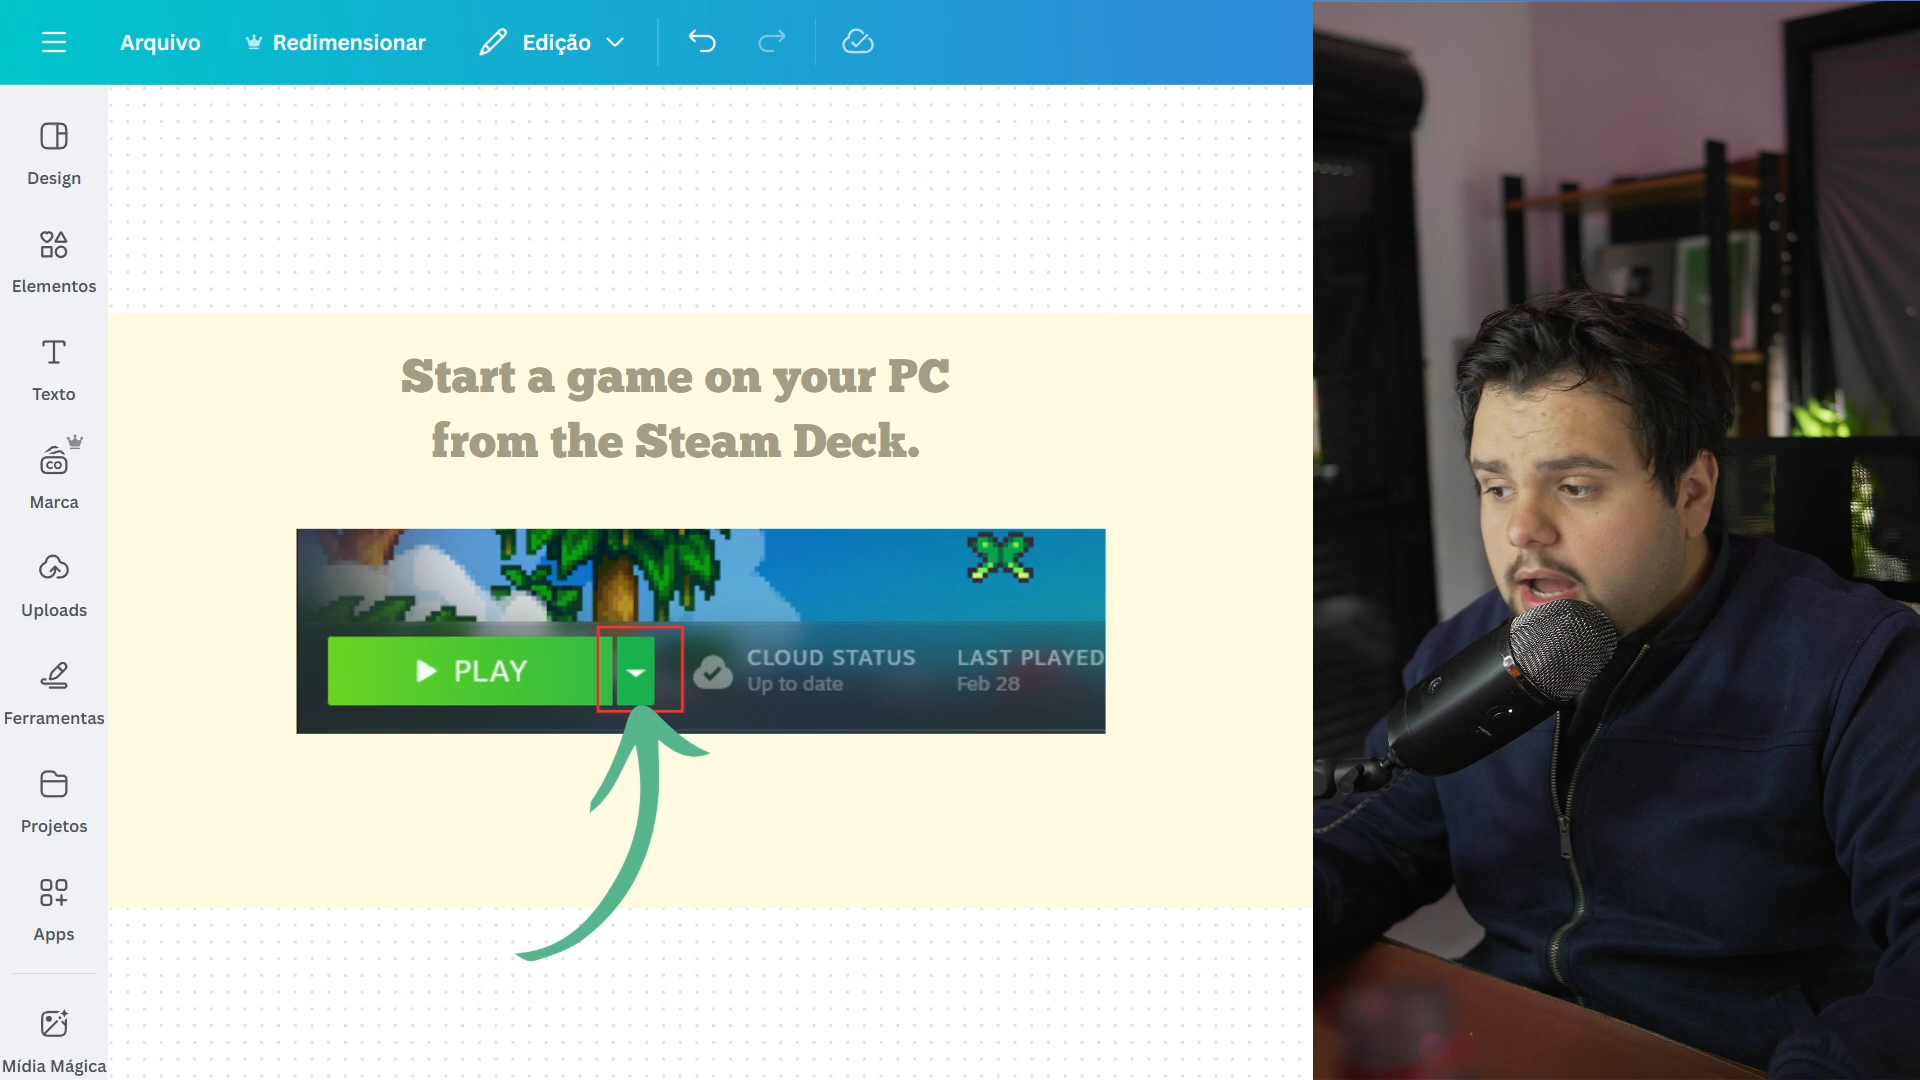 Arquivo
Redimensionar
Edição
Design
Elementos
Texto
CO
Marca
Uploads
Ferramentas
Projetos
Apps
Mídia Mágica
Start a game on your PC
from the Steam Deck.
PLAY
CLOUD STATUS
Up to date
LAST PLAYED
Feb 28